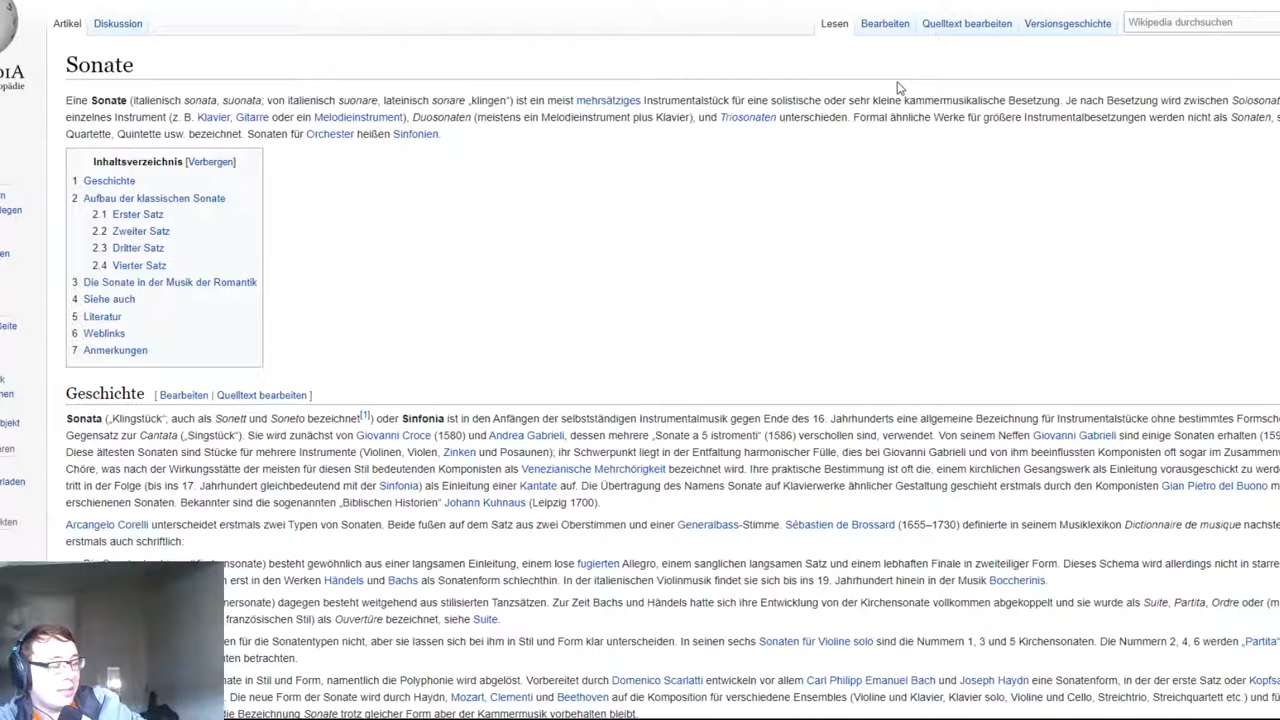 Artikel Diskussion Lesen Bearbeiten Quelltext bearbeiten Versionsgeschichte Wikipedia durchsuchen
Sonate
Eine Sonate (italienisch sonata, suonata; von italienisch suonare, lateinisch sonare „klingen“) ist ein meist mehrsätziges Instrumentalstück für eine solistische oder sehr kleine kammermusikalische Besetzung. Je nach Besetzung wird zwischen Solosonat
einzelnes Instrument (z. B. Klavier, Gitarre oder ein Melodieinstrument), Duosonaten (meistens ein Melodieinstrument plus Klavier), und Triosonaten unterschieden. Formal ähnliche Werke für größere Instrumentalbesetzungen werden nicht als Sonaten, s
Quartette, Quintette usw. bezeichnet. Sonaten für Orchester heißen Sinfonien.
Inhaltsverzeichnis [Verbergen]
1 Geschichte
2 Aufbau der klassischen Sonate
2.1 Erster Satz
2.2 Zweiter Satz
2.3 Dritter Satz
2.4 Vierter Satz
3 Die Sonate in der Musik der Romantik
4 Siehe auch
5 Literatur
6 Weblinks
7 Anmerkungen
Geschichte [ Bearbeiten | Quelltext bearbeiten ]
Sonata („Klingstück“; auch als Sonett und Soneto bezeichnet[1]) oder Sinfonia ist in den Anfängen der selbstständigen Instrumentalmusik gegen Ende des 16. Jahrhunderts eine allgemeine Bezeichnung für Instrumentalstücke ohne bestimmtes Formsche
Gegensatz zur Cantata („Singstück“). Sie wird zunächst von Giovanni Croce (1580) und Andrea Gabrieli, dessen mehrere „Sonate a 5 istromenti“ (1586) verschollen sind, verwendet. Von seinem Neffen Giovanni Gabrieli sind einige Sonaten erhalten (159
Diese ältesten Sonaten sind Stücke für mehrere Instrumente (Violinen, Violen, Zinken und Posaunen); ihr Schwerpunkt liegt in der Entfaltung harmonischer Fülle, dies bei Giovanni Gabrieli und von ihm beeinflussten Komponisten oft sogar im Zusammen
Chöre, was nach der Wirkungsstätte der meisten für diesen Stil bedeutenden Komponisten als Venezianische Mehrchörigkeit bezeichnet wird. Ihre praktische Bestimmung ist oft die, einem kirchlichen Gesangswerk als Einleitung vorausgeschickt zu werd
tritt in der Folge (bis ins 17. Jahrhundert gleichbedeutend mit der Sinfonia) als Einleitung einer Kantate auf. Die Übertragung des Namens Sonate auf Klavierwerke ähnlicher Gestaltung geschieht erstmals durch den Komponisten Gian Pietro del Buono m
erschienenen Sonaten. Bekannter sind die sogenannten „Biblischen Historien“ Johann Kuhnaus (Leipzig 1700).
Arcangelo Corelli unterscheidet erstmals zwei Typen von Sonaten. Beide fußen auf dem Satz aus zwei Oberstimmen und einer Generalbass-Stimme. Sébastien de Brossard (1655–1730) definierte in seinem Musiklexikon Dictionnaire de musique nachste
erstmals auch schriftlich:
besteht gewöhnlich aus einer langsamen Einleitung, einem lose fugierten Allegro, einem sanglichen langsamen Satz und einem lebhaften Finale in zweiteiliger Form. Dieses Schema wird allerdings nicht in starre
erst in den Werken Händels und Bachs als Sonatenform schlechthin. In der italienischen Violinmusik findet sie sich bis ins 19. Jahrhundert hinein in der Musik Boccherinis.
dagegen besteht weitgehend aus stilisierten Tanzsätzen. Zur Zeit Bachs und Händels hatte sich ihre Entwicklung von der Kirchensonate vollkommen abgekoppelt und sie wurde als Suite, Partita, Ordre oder (m
französischen Stil) als Ouvertüre bezeichnet, siehe Suite.
für die Sonatentypen nicht, aber sie lassen sich bei ihm in Stil und Form klar unterscheiden. In seinen sechs Sonaten für Violine solo sind die Nummern 1, 3 und 5 Kirchensonaten. Die Nummern 2, 4, 6 werden „Partita“
betrachten.
in Stil und Form, namentlich die Polyphonie wird abgelöst. Vorbereitet durch Domenico Scarlatti entwickeln vor allem Carl Philipp Emanuel Bach und Joseph Haydn eine Sonatenform, in der der erste Satz oder Kopfsa
Die neue Form der Sonate wird durch Haydn, Mozart, Clementi und Beethoven auf die Komposition für verschiedene Ensembles (Violine und Klavier, Klavier solo, Violine und Cello, Streichtrio, Streichquartett etc.) und fü
die Bezeichnung Sonate trotz gleicher Form aber der Kammermusik vorbehalten bleibt.